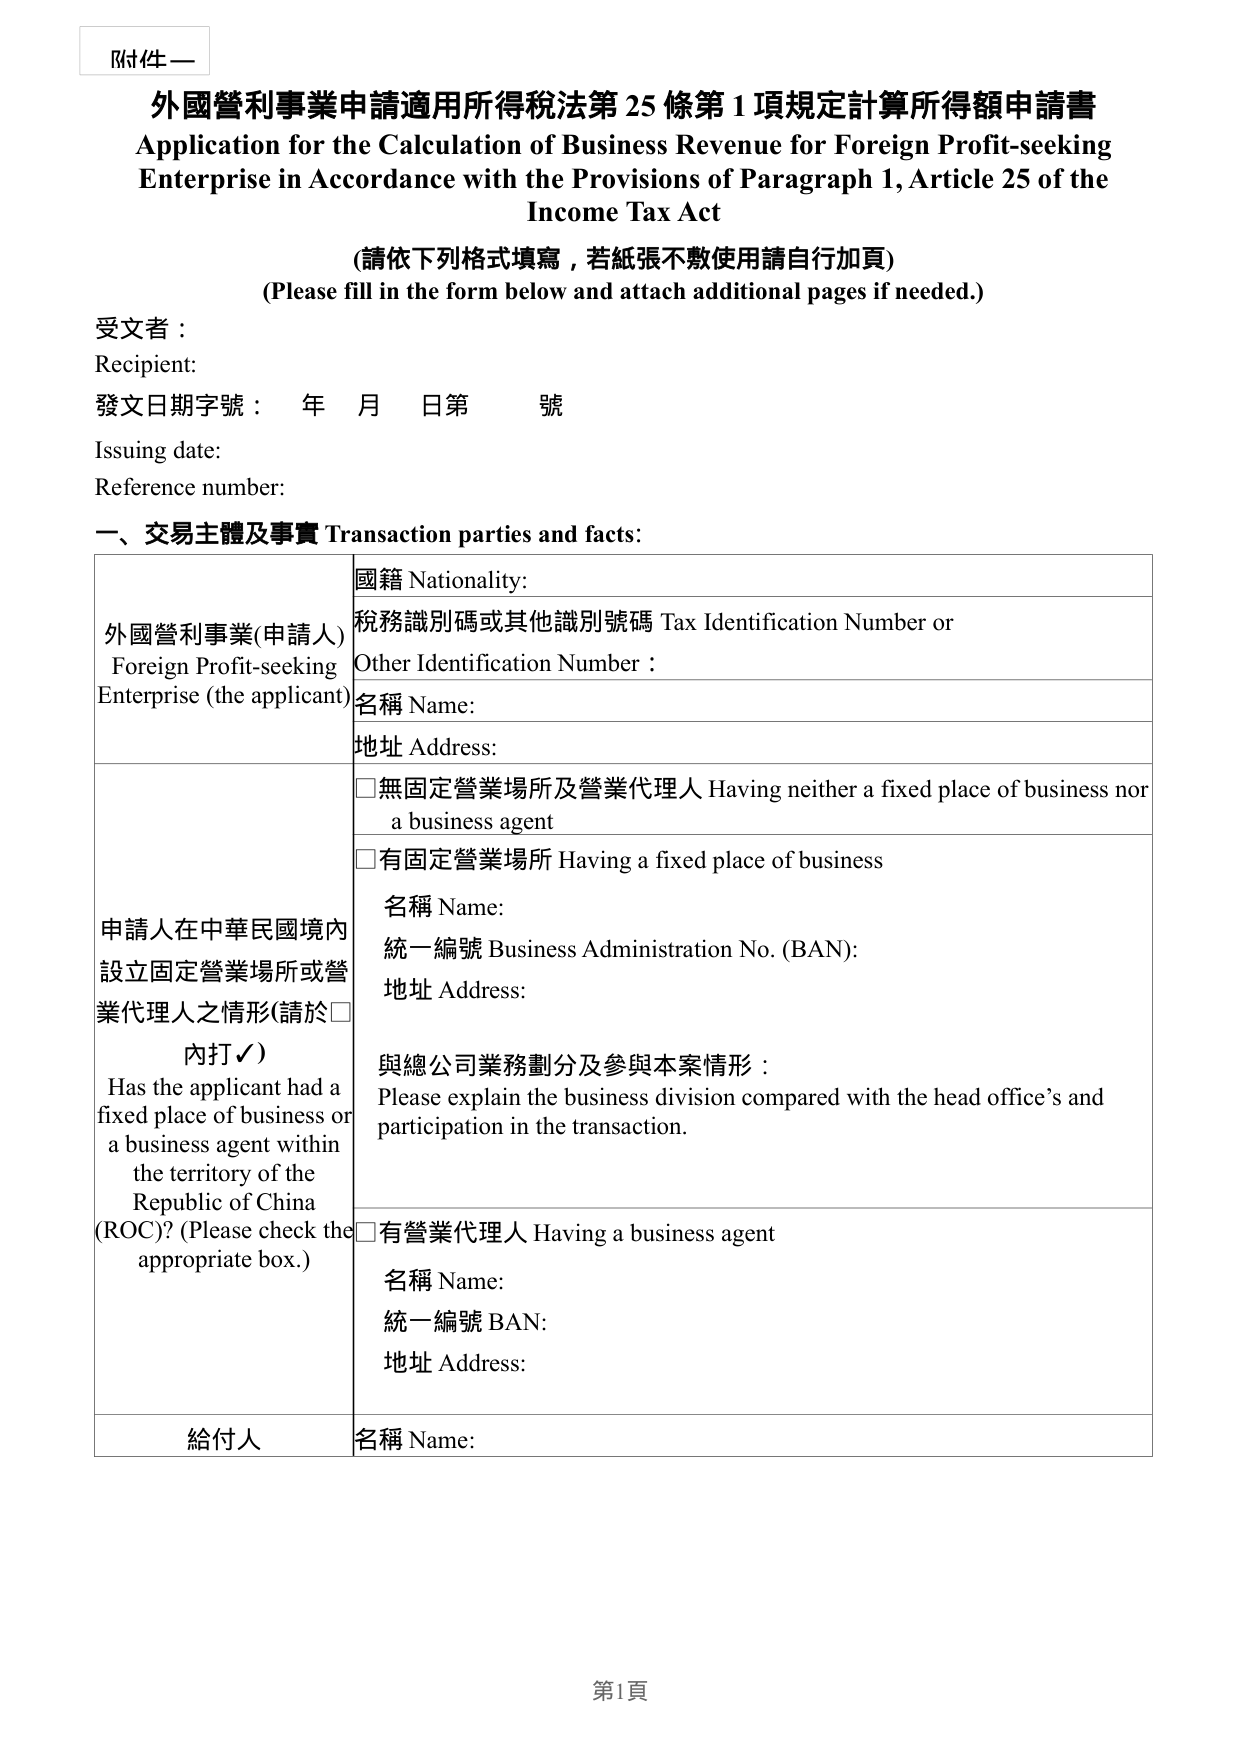 附件一
外國營利事業申請適用所得稅法第 25 條第 1 項規定計算所得額申請書
Application for the Calculation of Business Revenue for Foreign Profit-seeking
Enterprise in Accordance with the Provisions of Paragraph 1, Article 25 of the
Income Tax Act
(請依下列格式填寫，若紙張不敷使用請自行加頁)
(Please fill in the form below and attach additional pages if needed.)
受文者：
Recipient:
發文日期字號： 年 月 日第 號
Issuing date:
Reference number:
一、交易主體及事實 Transaction parties and facts:
外國營利事業(申請人)
Foreign Profit-seeking
Enterprise (the applicant)
國籍 Nationality:
稅務識別碼或其他識別號碼 Tax Identification Number or
Other Identification Number：
名稱 Name:
地址 Address:
申請人在中華民國境內
設立固定營業場所或營
業代理人之情形(請於□
內打✓)
Has the applicant had a
fixed place of business or
a business agent within
the territory of the
Republic of China
(ROC)? (Please check the
appropriate box.)
□無固定營業場所及營業代理人 Having neither a fixed place of business nor
a business agent
□有固定營業場所 Having a fixed place of business
名稱 Name:
統一編號 Business Administration No. (BAN):
地址 Address:
與總公司業務劃分及參與本案情形：
Please explain the business division compared with the head office’s and
participation in the transaction.
□有營業代理人 Having a business agent
名稱 Name:
統一編號 BAN:
地址 Address:
給付人
名稱 Name:
第1頁